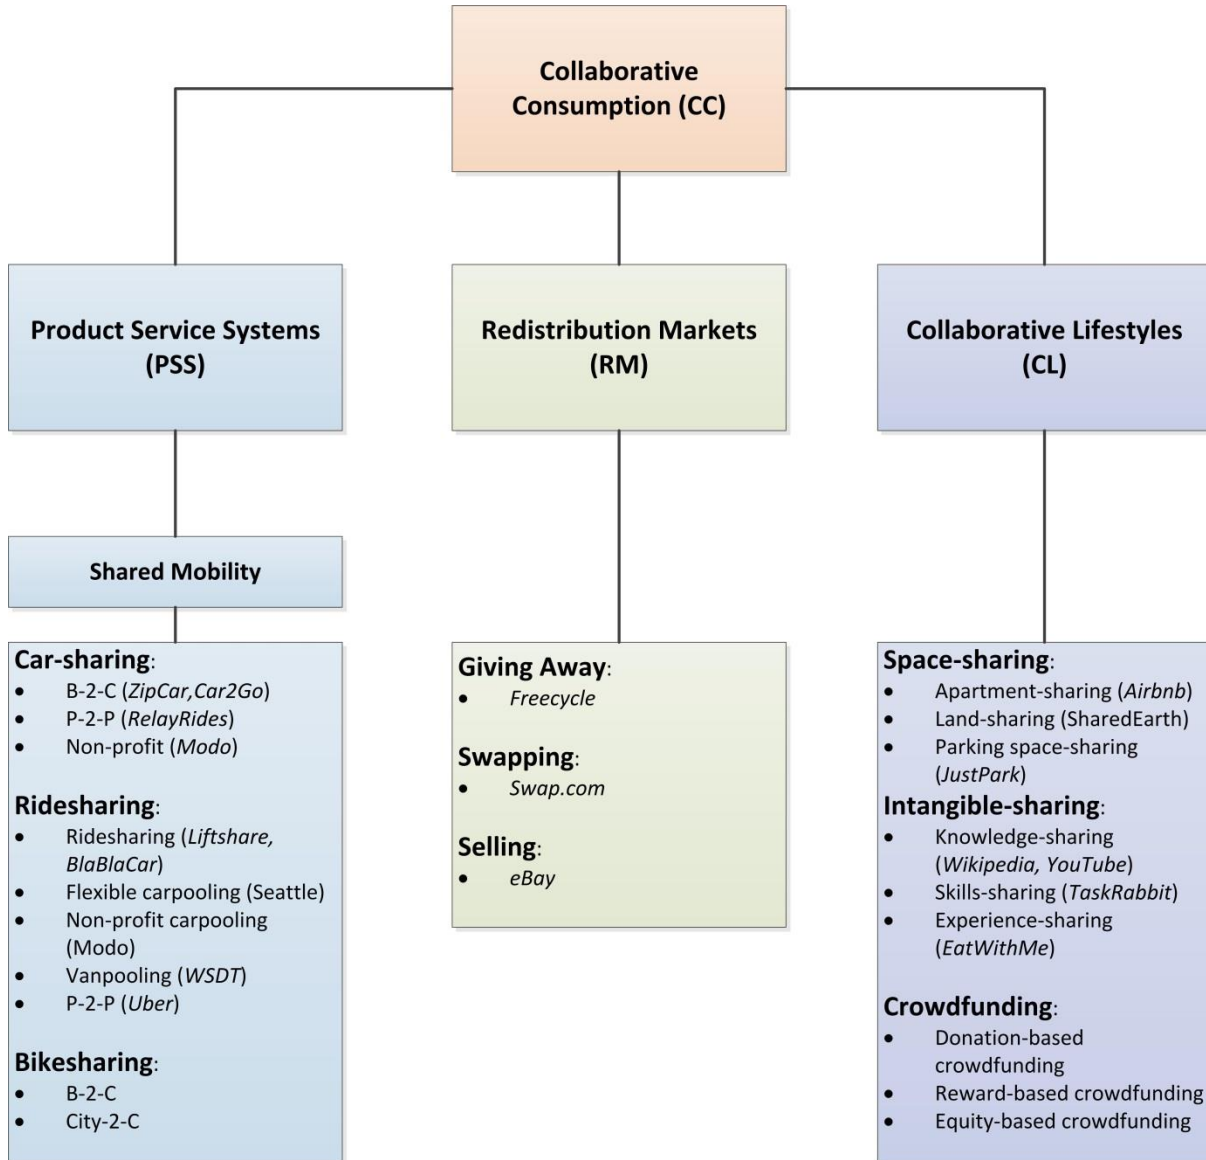 Collaborative
Consumption (CC)
Product Service Systems
(PSS)
Redistribution Markets
(RM)
Collaborative Lifestyles
(CL)
Shared Mobility
Car-sharing:
• B-2-C (ZipCar,Car2Go)
• P-2-P (RelayRides)
• Non-profit (Modo)
Ridesharing:
• Ridesharing (Liftshare,
BlaBlaCar)
• Flexible carpooling (Seattle)
• Non-profit carpooling
(Modo)
• Vanpooling (WSDT)
• P-2-P (Uber)
Bikesharing:
• B-2-C
• City-2-C
Giving Away:
• Freecycle
Swapping:
• Swap.com
Selling:
• eBay
Space-sharing:
• Apartment-sharing (Airbnb)
• Land-sharing (SharedEarth)
• Parking space-sharing
(JustPark)
Intangible-sharing:
• Knowledge-sharing
(Wikipedia, YouTube)
• Skills-sharing (TaskRabbit)
• Experience-sharing
(EatWithMe)
Crowdfunding:
• Donation-based
crowdfunding
• Reward-based crowdfunding
• Equity-based crowdfunding